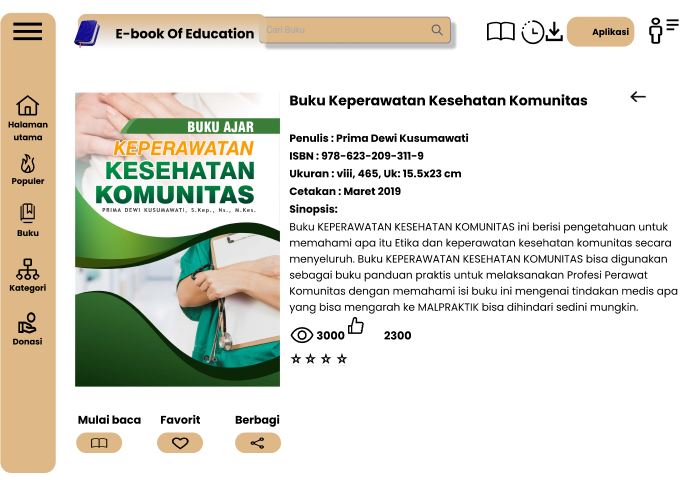 E-book Of Education
Cari Buku
Aplikasi
Halaman
utama
Populer
Buku
Kategori
Donasi
BUKU AJAR
KEPERAWATAN
KESEHATAN
KOMUNITAS
PRIMA DEWI KUSUMAWATI, S.Kep., Ns., M.Kes.
Buku Keperawatan Kesehatan Komunitas
Penulis : Prima Dewi Kusumawati
ISBN : 978-623-209-311-9
Ukuran : viii, 465, Uk: 15.5x23 cm
Cetakan : Maret 2019
Sinopsis:
Buku KEPERAWATAN KESEHATAN KOMUNITAS ini berisi pengetahuan untuk
memahami apa itu Etika dan keperawatan kesehatan komunitas secara
menyeluruh. Buku KEPERAWATAN KESEHATAN KOMUNITAS bisa digunakan
sebagai buku panduan praktis untuk melaksanakan Profesi Perawat
Komunitas dengan memahami isi buku ini mengenai tindakan medis apa
yang bisa mengarah ke MALPRAKTIK bisa dihindari sedini mungkin.
3000 2300
Mulai baca Favorit Berbagi